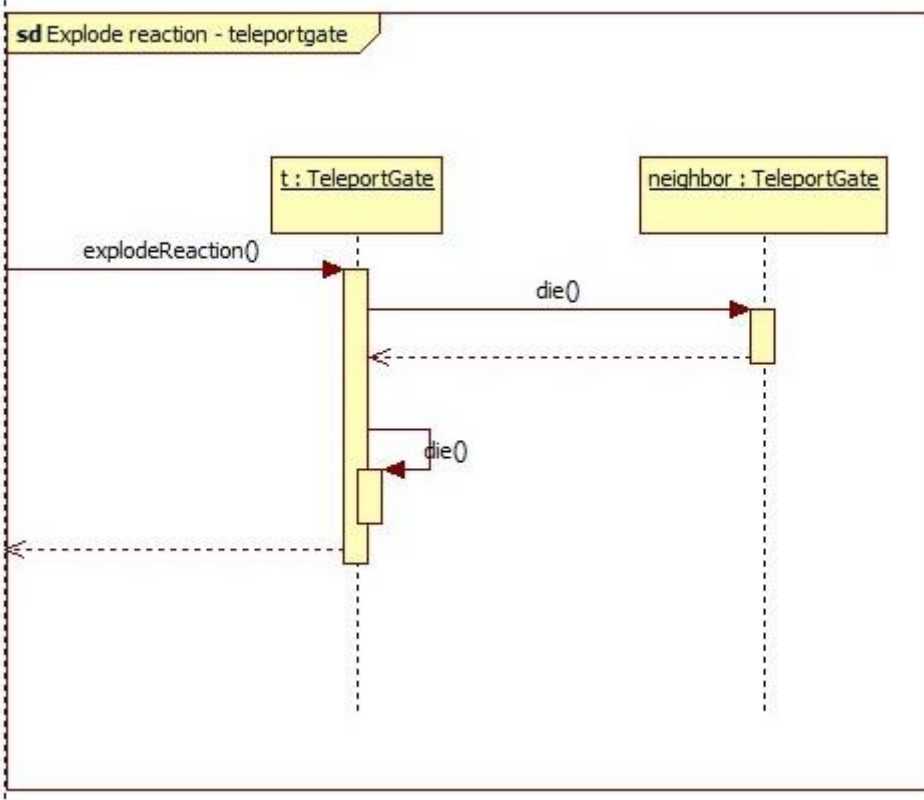 sd Explode reaction - teleportgate
t : TeleportGate
neighbor : TeleportGate
explodeReaction()
die()
die()